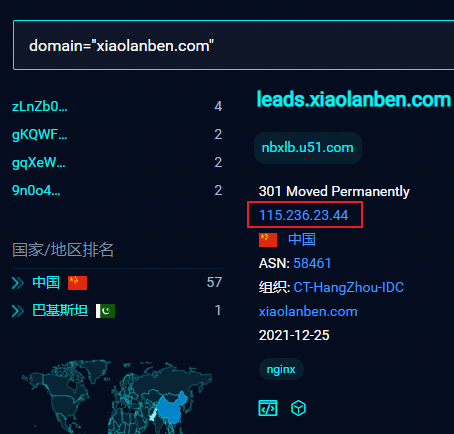 domain="xiaolanben.com"
zLnZb0... 4
gKQWF... 2
gqXeW... 2
9n0o4... 2
国家/地区排名
中国 57
巴基斯坦 1
leads.xiaolanben.com
nbxlb.u51.com
301 Moved Permanently
115.236.23.44
中国
ASN: 58461
组织: CT-HangZhou-IDC
xiaolanben.com
2021-12-25
nginx